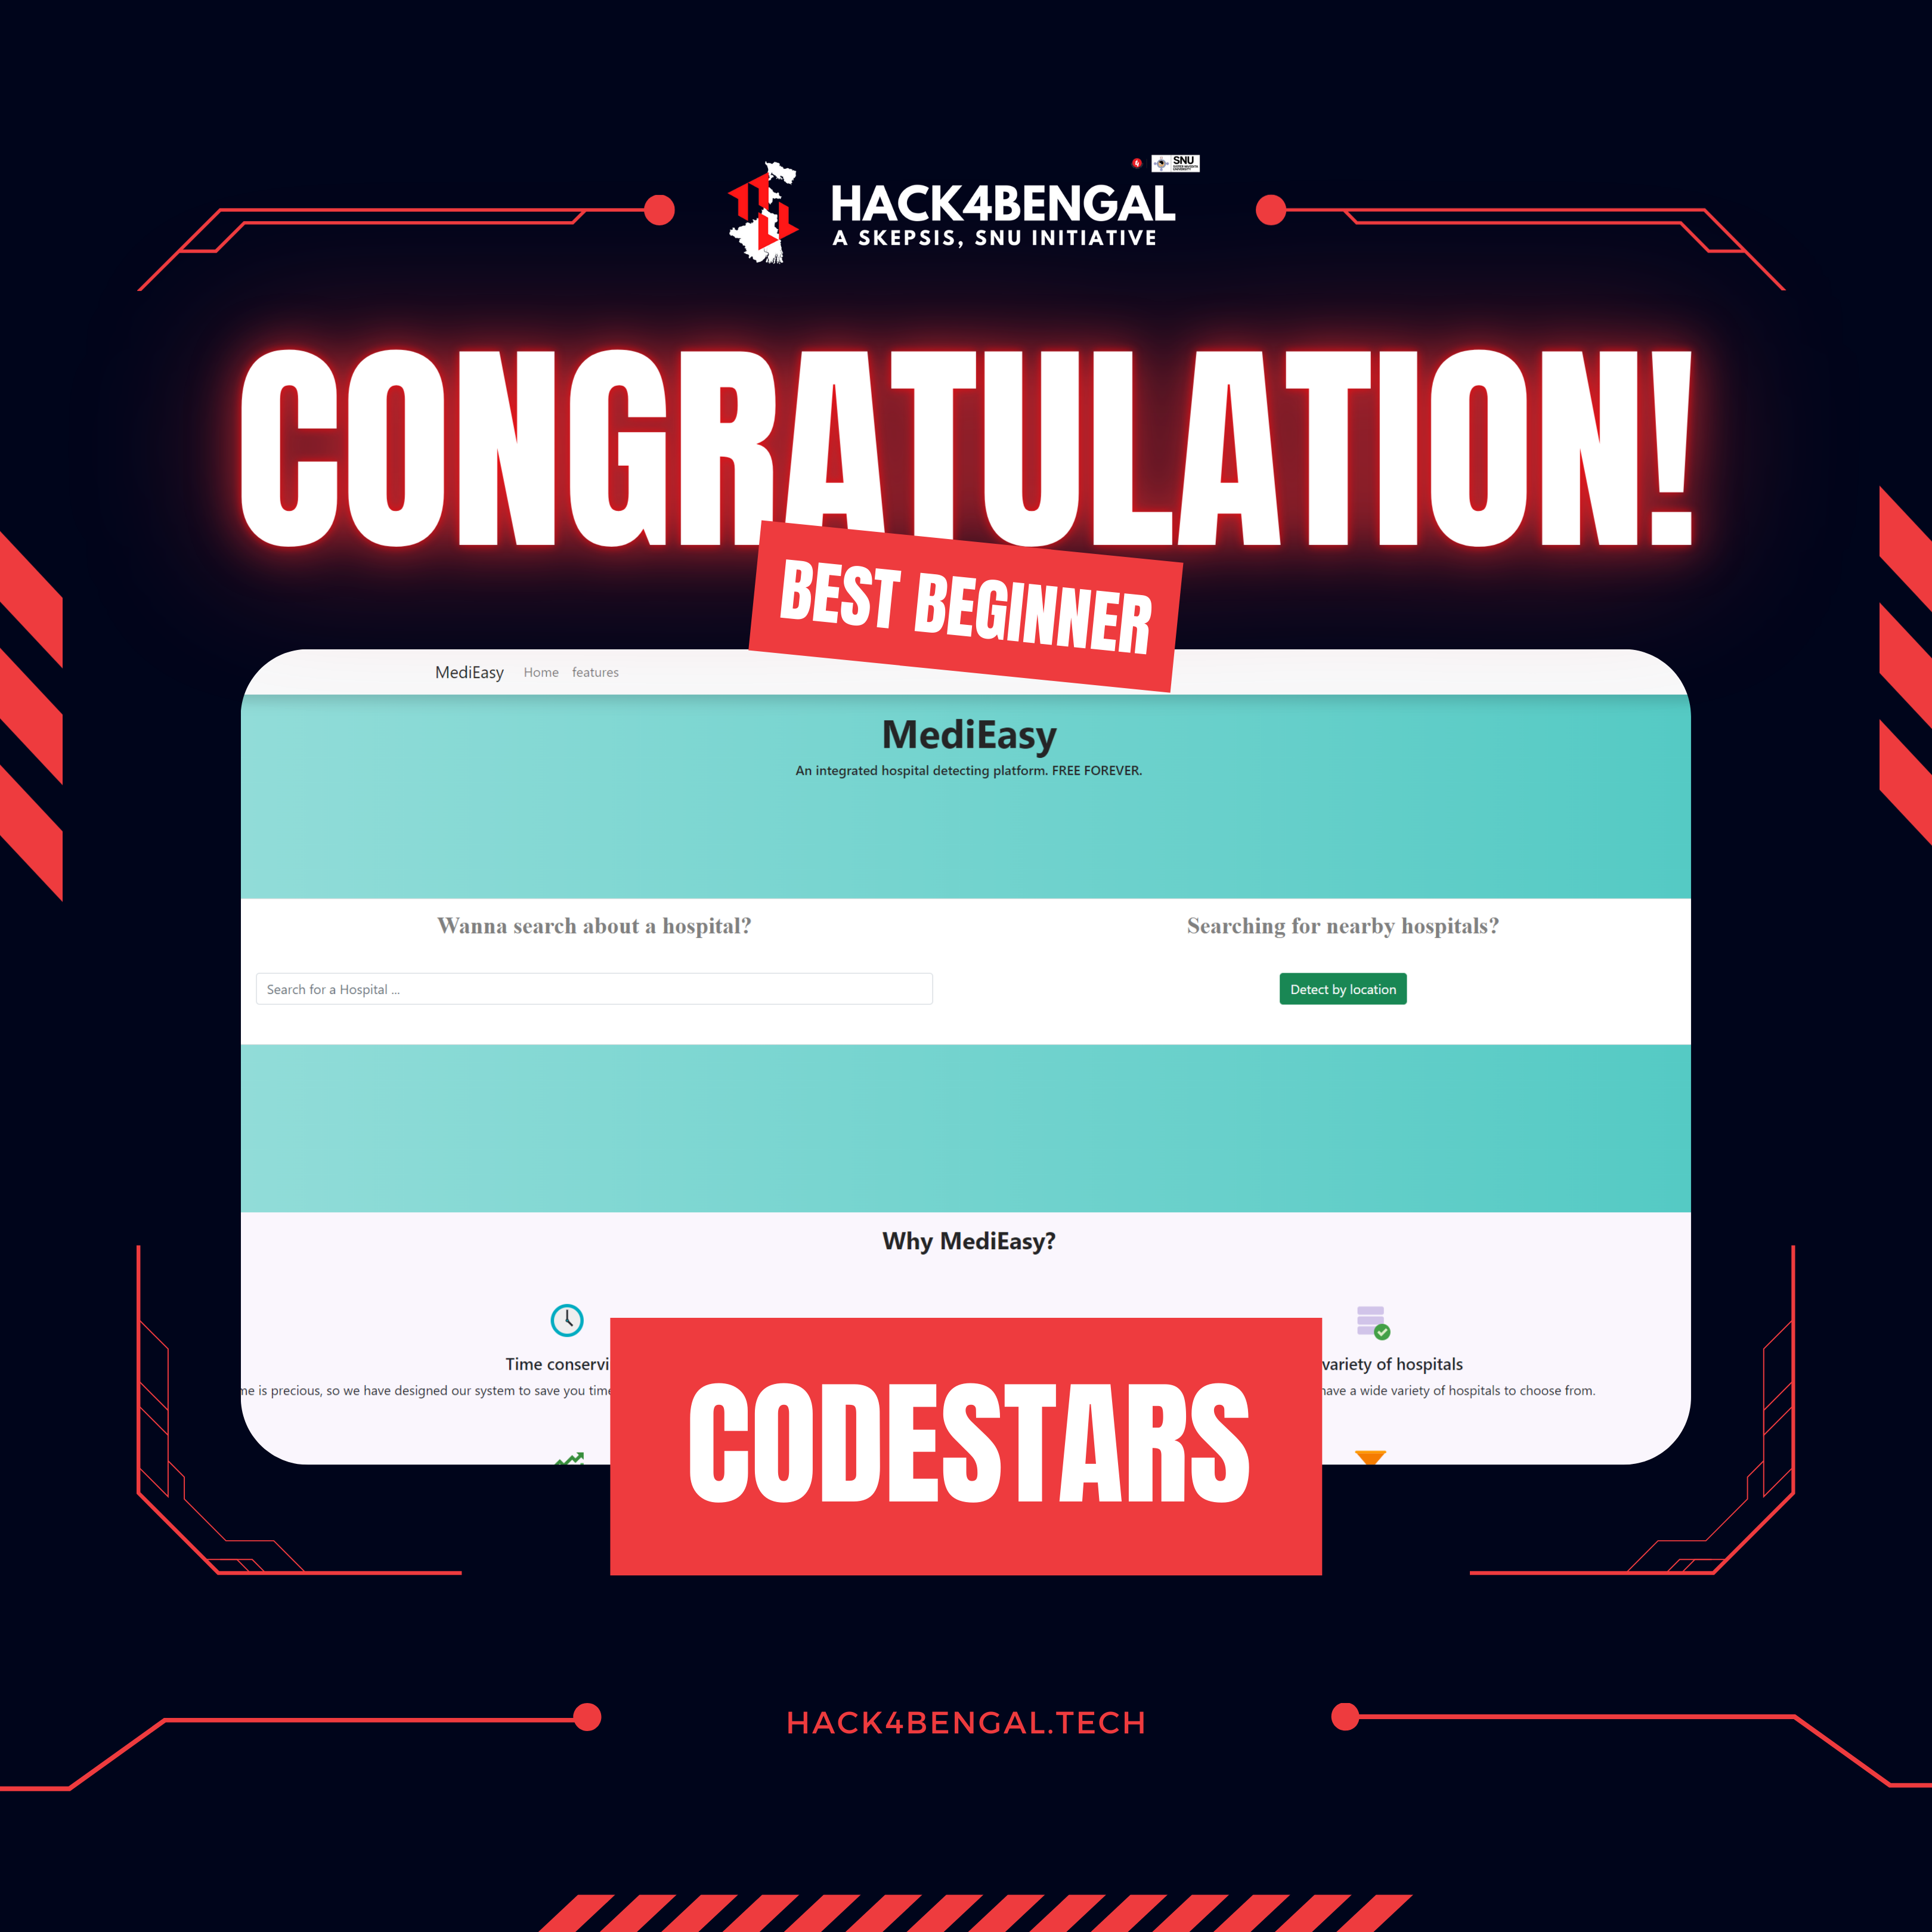 SNU
HACK4BENGAL
A SKEPSIS, SNU INITIATIVE
CONGRATULATION!
BEST BEGINNER
MediEasy Home features
MediEasy
An integrated hospital detecting platform. FREE FOREVER.
Wanna search about a hospital? Searching for nearby hospitals?
Search for a Hospital ... Detect by location
Why MediEasy?
Time conservi variety of hospitals
me is precious, so we have designed our system to save you time have a wide variety of hospitals to choose from.
CODESTARS
HACK4BENGAL.TECH